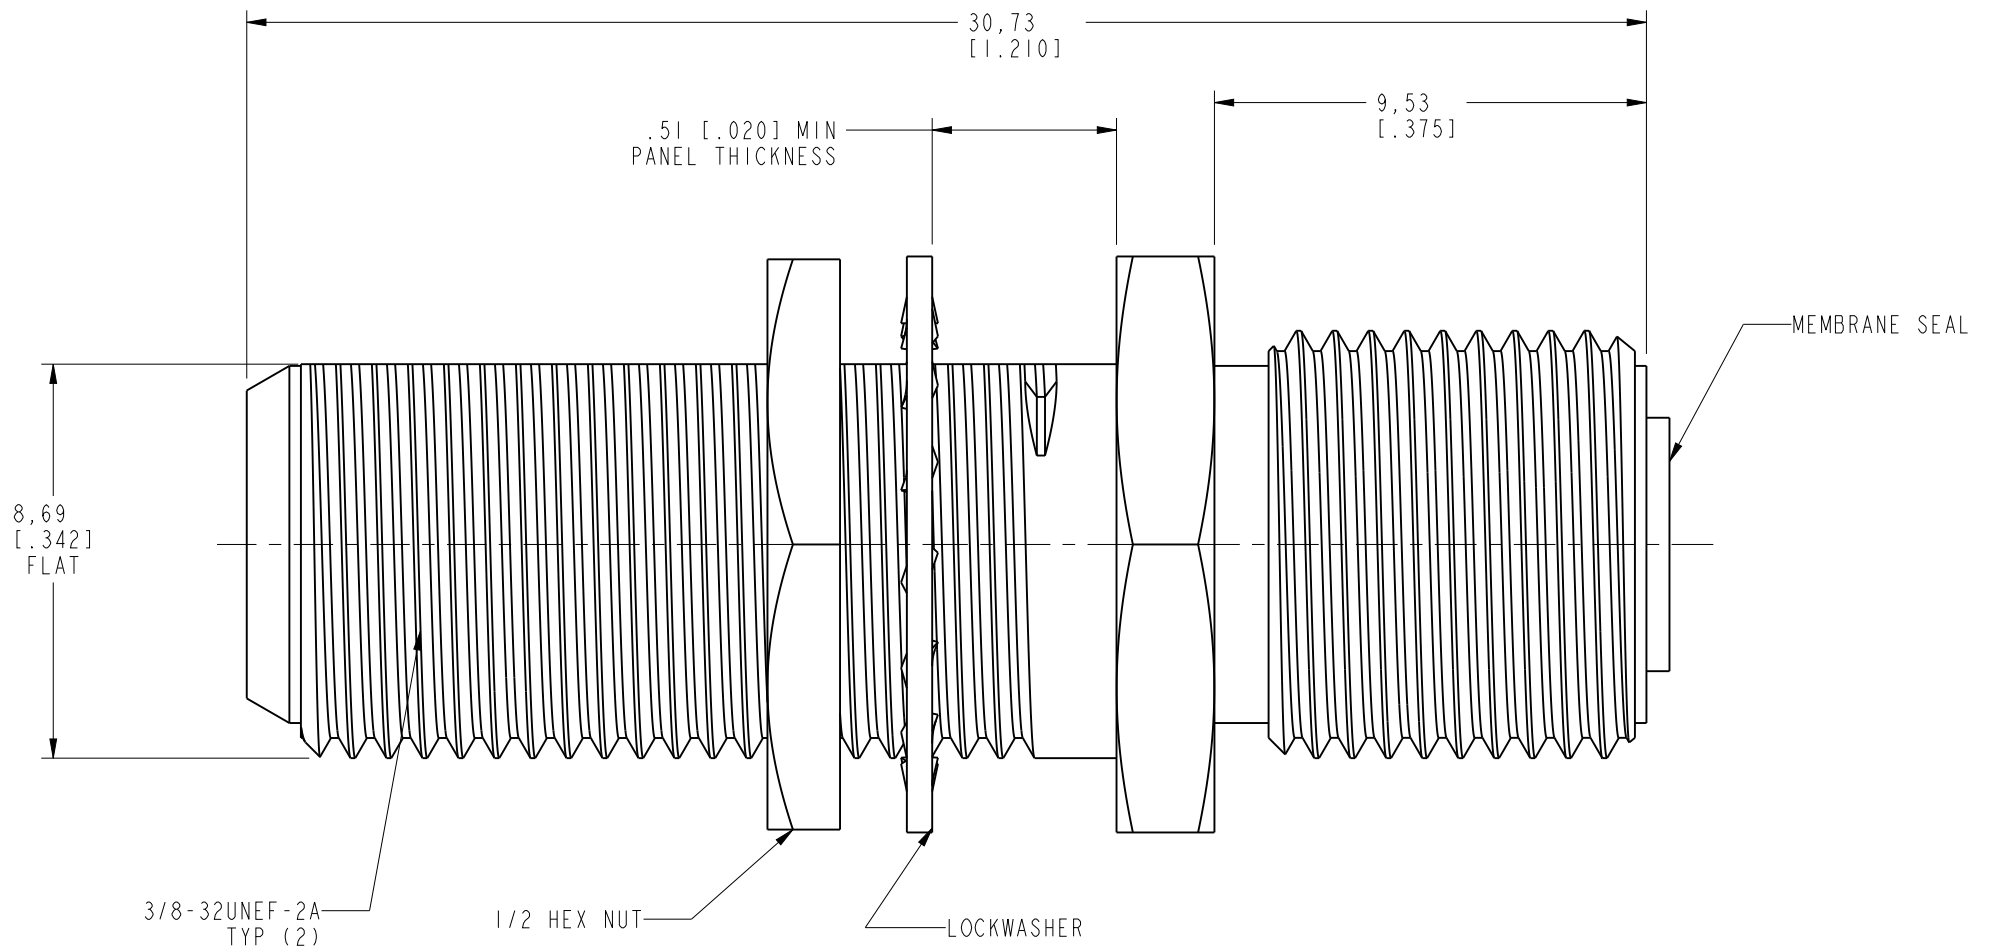 30,73
[1.210]
9,53
[.375]
.51 [.020] MIN
PANEL THICKNESS
MEMBRANE SEAL
8,69
[.342]
FLAT
3/8-32UNEF-2A
TYP (2)
1/2 HEX NUT
LOCKWASHER